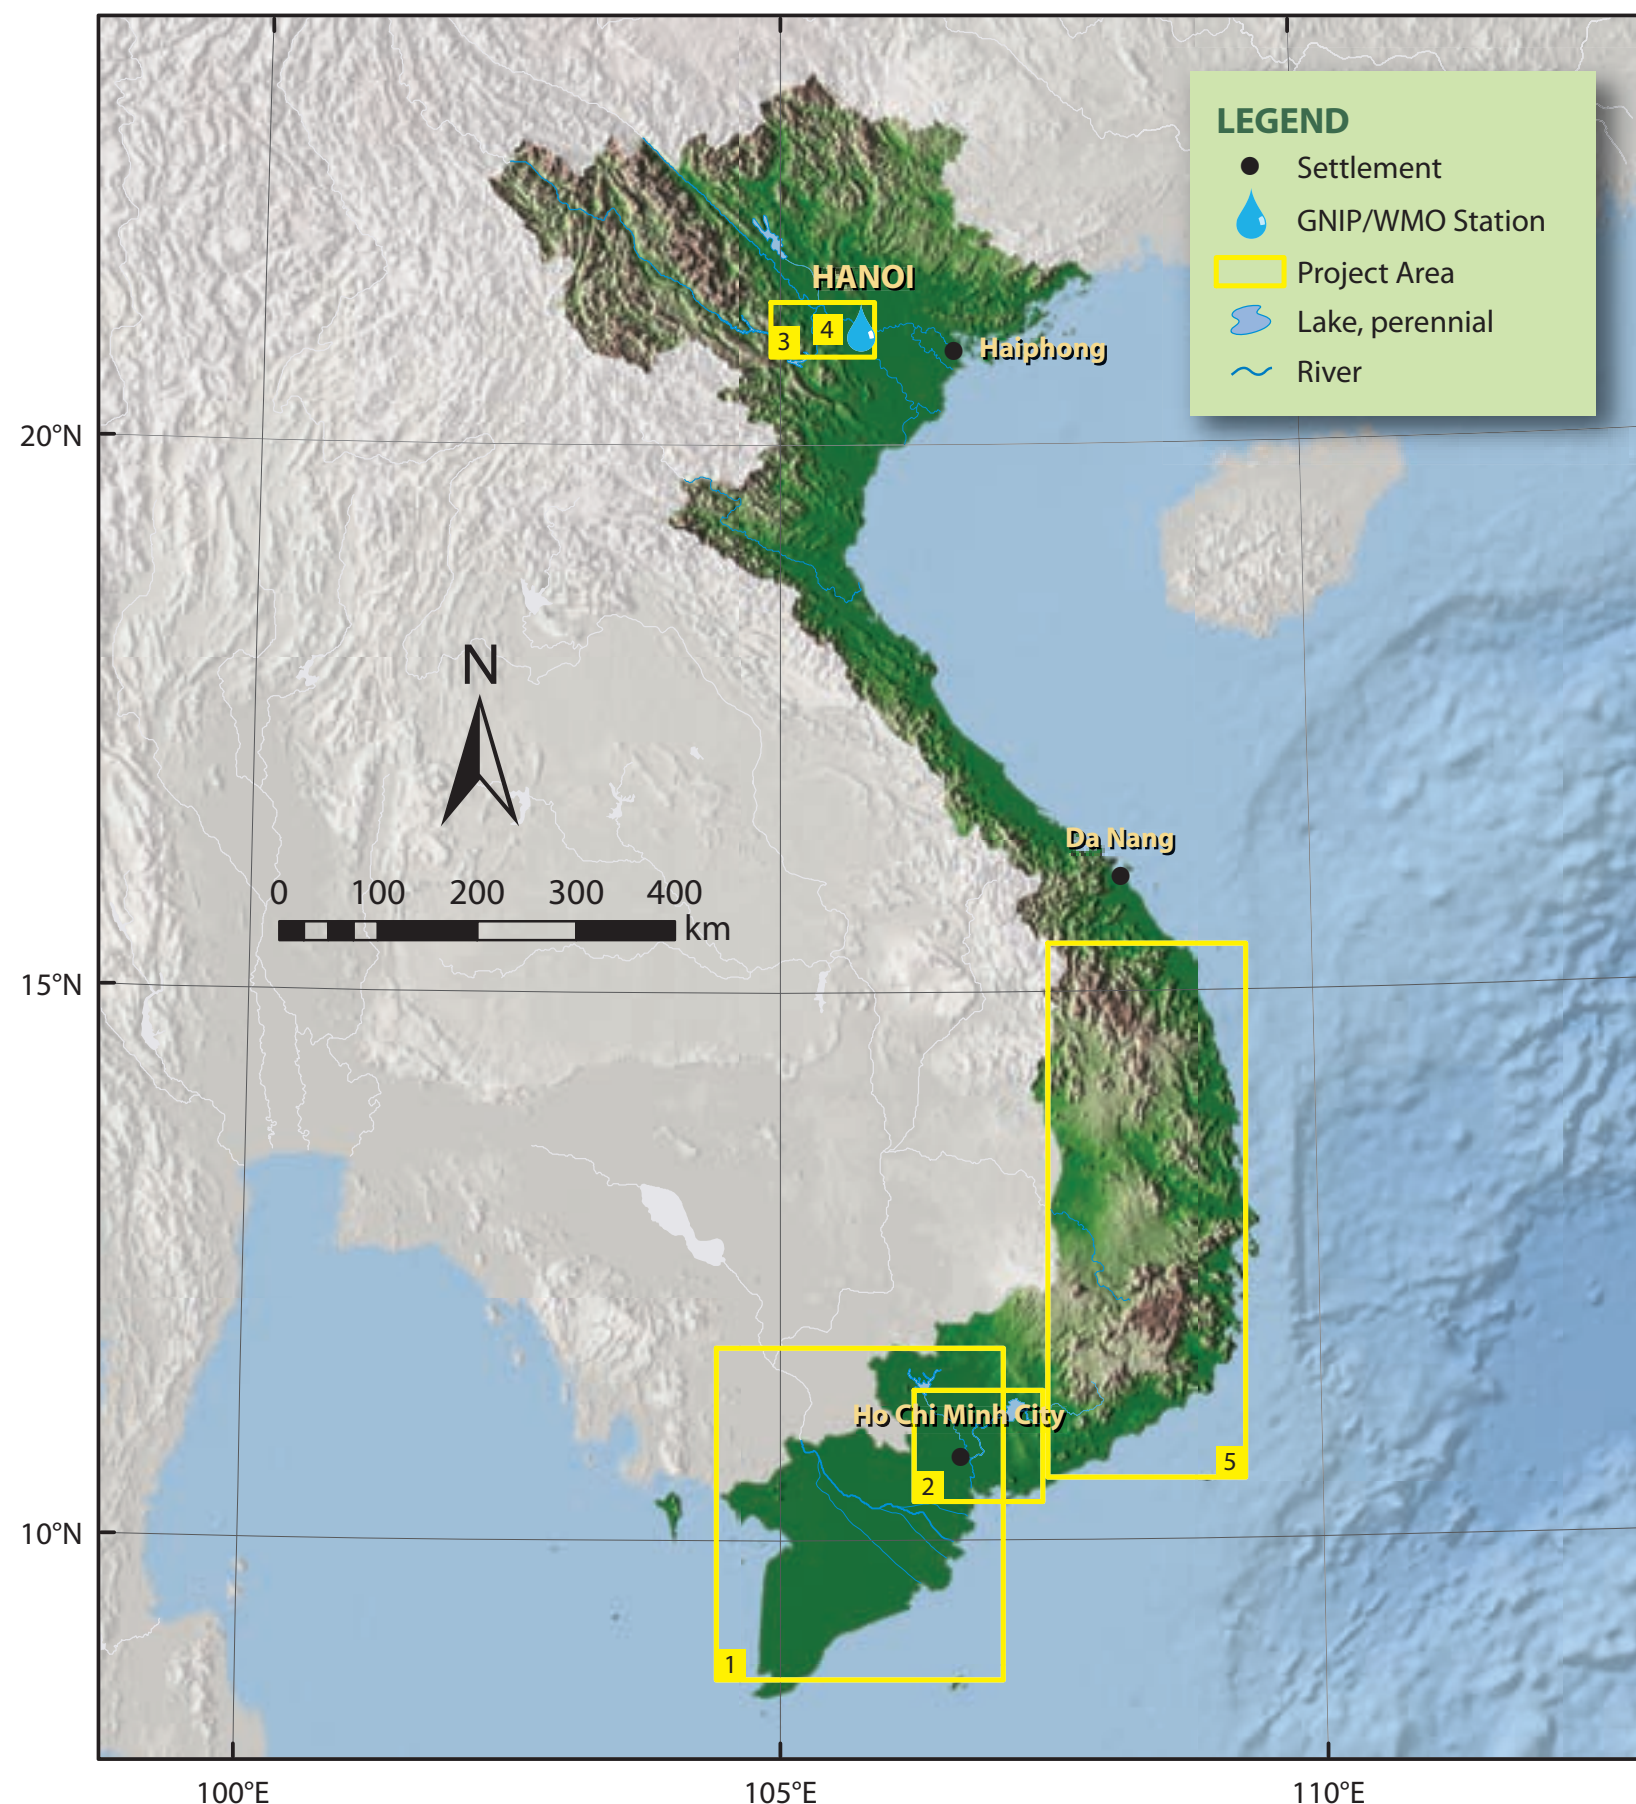 LEGEND
Settlement
GNIP/WMO Station
Project Area
Lake, perennial
River
HANOI
3
4
Haiphong
20°N
N
Da Nang
0 100 200 300 400
km
15°N
Ho Chi Minh City
5
2
10°N
1
100°E
105°E
110°E